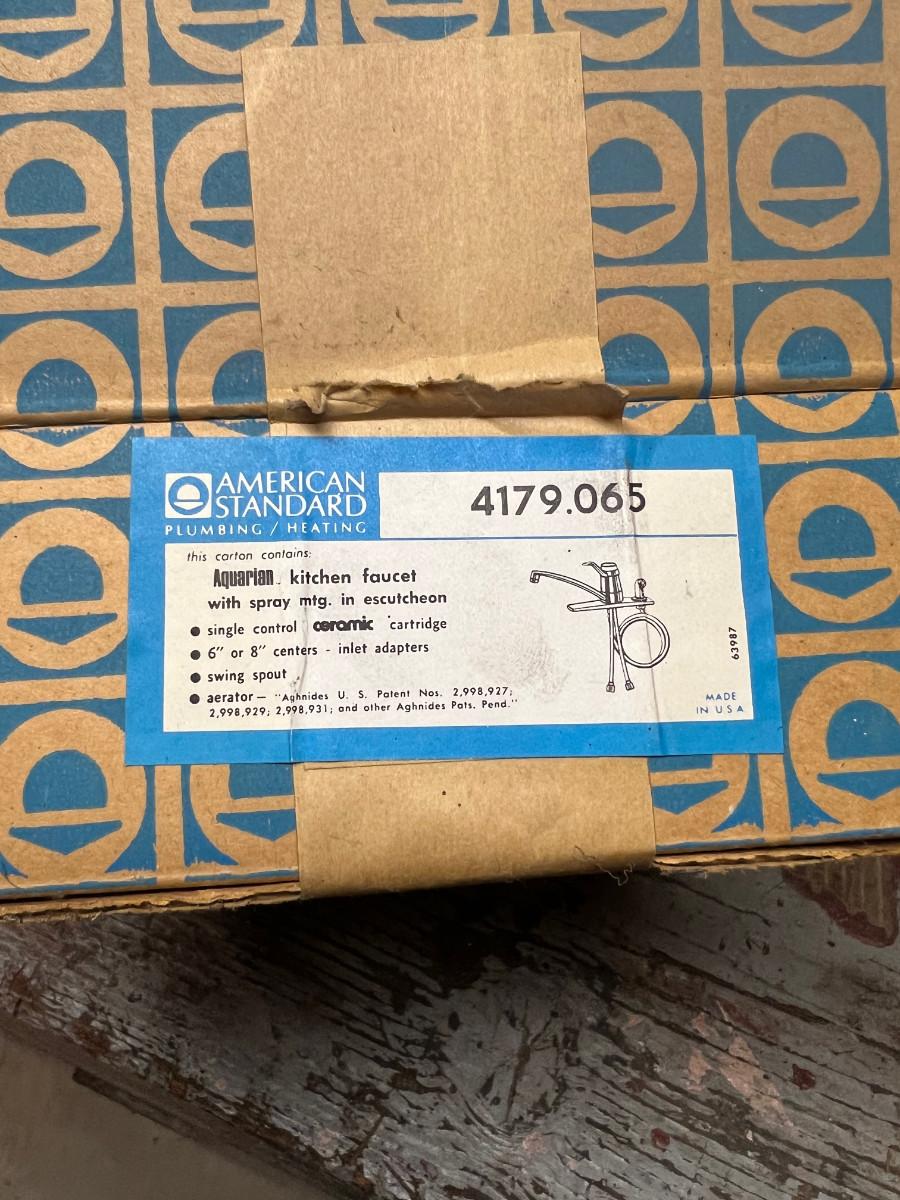 AMERICAN
STANDARD
PLUMBING / HEATING
4179.065
this carton contains:
Aquarian kitchen faucet
with spray mtg. in escutcheon
● single control ceramic cartridge
● 6" or 8" centers - inlet adapters
● swing spout
● aerator — "Aghnides U. S. Patent Nos. 2,998,927;
2,998,929; 2,998,931; and other Aghnides Pats. Pend."
63987
MADE
IN USA